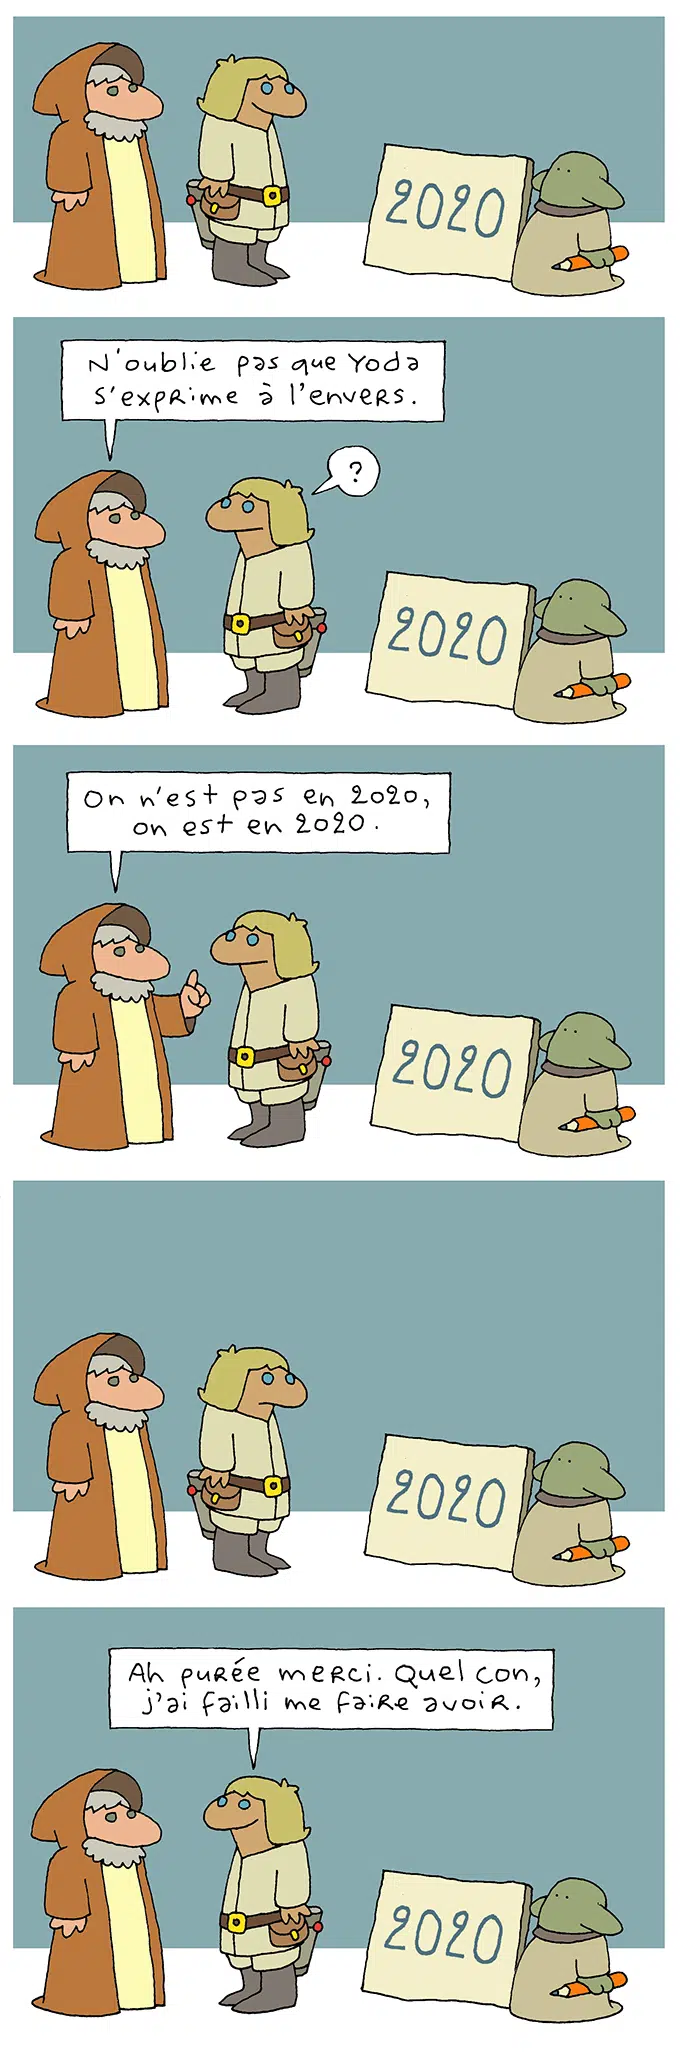 2020
N'oublie pas que Yoda
s'exprime à l'envers.
?
2020
On n'est pas en 2020,
on est en 2020.
2020
2020
Ah purée merci. Quel con,
j'ai failli me faire avoir.
2020